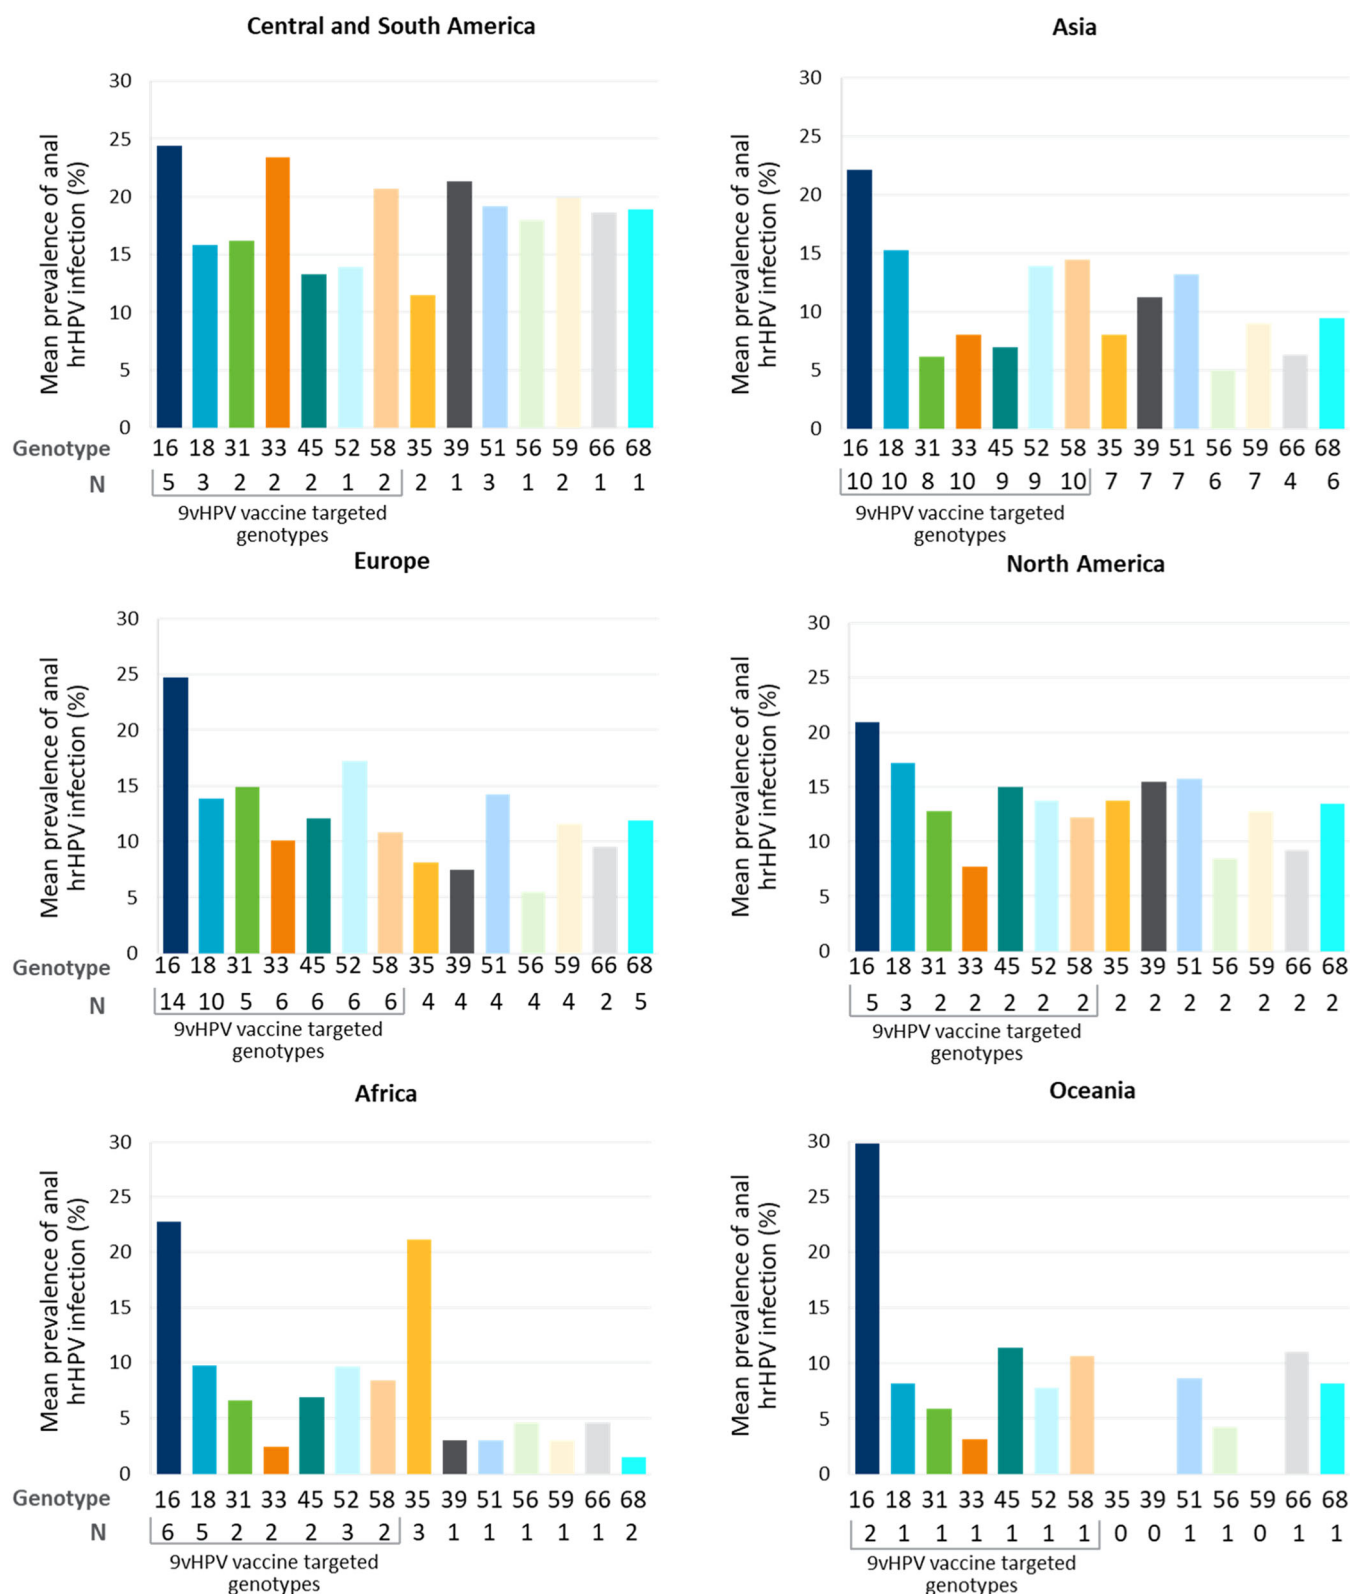 Central and South America
Mean prevalence of anal
hrHPV infection (%)
30
25
20
15
10
5
0
Genotype 16 18 31 33 45 52 58 35 39 51 56 59 66 68
N 5 3 2 2 2 1 2 2 1 3 1 2 1 1
9vHPV vaccine targeted
genotypes
Asia
Mean prevalence of anal
hrHPV infection (%)
30
25
20
15
10
5
0
16 18 31 33 45 52 58 35 39 51 56 59 66 68
10 10 8 10 9 9 10 7 7 7 6 7 4 6
9vHPV vaccine targeted
genotypes
Europe
Mean prevalence of anal
hrHPV infection (%)
30
25
20
15
10
5
0
Genotype 16 18 31 33 45 52 58 35 39 51 56 59 66 68
N 14 10 5 6 6 6 6 4 4 4 4 4 2 5
9vHPV vaccine targeted
genotypes
North America
Mean prevalence of anal
hrHPV infection (%)
30
25
20
15
10
5
0
16 18 31 33 45 52 58 35 39 51 56 59 66 68
5 3 2 2 2 2 2 2 2 2 2 2 2 2
9vHPV vaccine targeted
genotypes
Africa
Mean prevalence of anal
hrHPV infection (%)
30
25
20
15
10
5
0
Genotype 16 18 31 33 45 52 58 35 39 51 56 59 66 68
N 6 5 2 2 2 3 2 3 1 1 1 1 1 2
9vHPV vaccine targeted
genotypes
Oceania
Mean prevalence of anal
hrHPV infection (%)
30
25
20
15
10
5
0
16 18 31 33 45 52 58 35 39 51 56 59 66 68
2 1 1 1 1 1 1 0 0 1 1 0 1 1
9vHPV vaccine targeted
genotypes